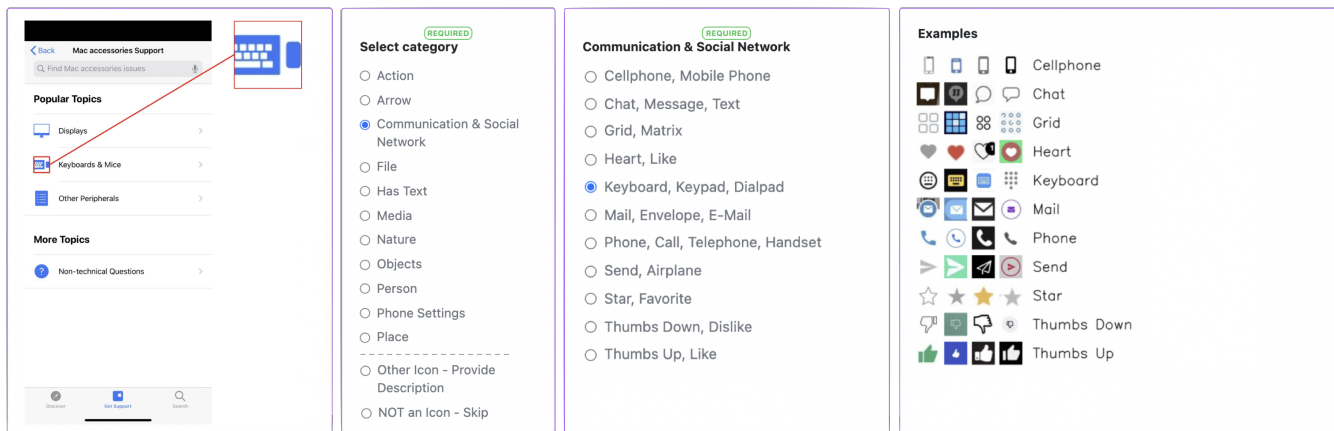 Back
Mac accessories Support
Find Mac accessories issues
Popular Topics
Displays
Keyboards & Mice
Other Peripherals
More Topics
? Non-technical Questions
Discover
Get Support
Search
REQUIRED
Select category
Action
Arrow
Communication & Social
Network
File
Has Text
Media
Nature
Objects
Person
Phone Settings
Place
Other Icon - Provide
Description
NOT an Icon - Skip
REQUIRED
Communication & Social Network
Cellphone, Mobile Phone
Chat, Message, Text
Grid, Matrix
Heart, Like
Keyboard, Keypad, Dialpad
Mail, Envelope, E-Mail
Phone, Call, Telephone, Handset
Send, Airplane
Star, Favorite
Thumbs Down, Dislike
Thumbs Up, Like
Examples
Cellphone
Chat
Grid
Heart
Keyboard
Mail
Phone
Send
Star
Thumbs Down
Thumbs Up